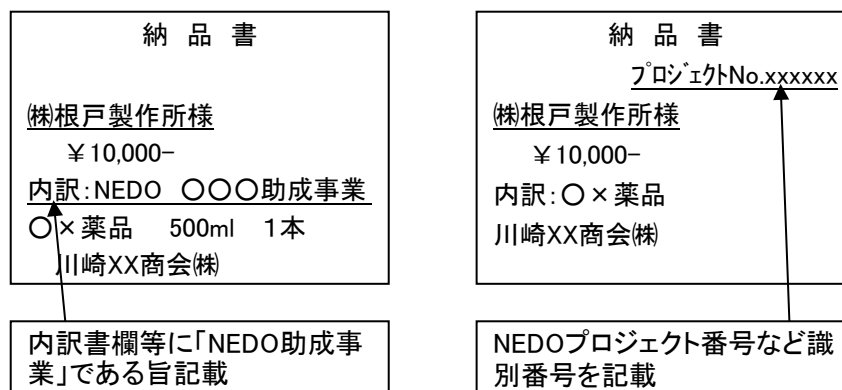 納 品 書
㈱根戸製作所様
￥10,000-
内訳:NEDO 〇〇〇助成事業
〇×薬品 500ml 1本
川崎XX商会㈱
内訳書欄等に「NEDO助成事
業」である旨記載
納 品 書
ﾌﾟﾛｼﾞｪｸﾄNo.xxxxxx
㈱根戸製作所様
￥10,000-
内訳:〇×薬品
川崎XX商会㈱
NEDOプロジェクト番号など識
別番号を記載